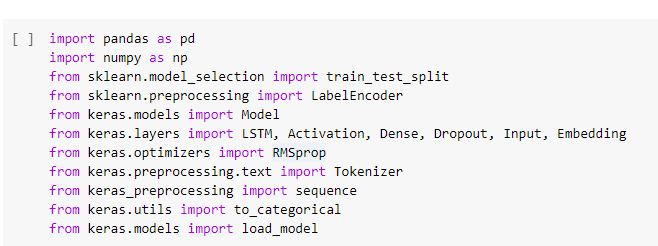 [ ] import pandas as pd
import numpy as np
from sklearn.model_selection import train_test_split
from sklearn.preprocessing import LabelEncoder
from keras.models import Model
from keras.layers import LSTM, Activation, Dense, Dropout, Input, Embedding
from keras.optimizers import RMSprop
from keras.preprocessing.text import Tokenizer
from keras_preprocessing import sequence
from keras.utils import to_categorical
from keras.models import load_model